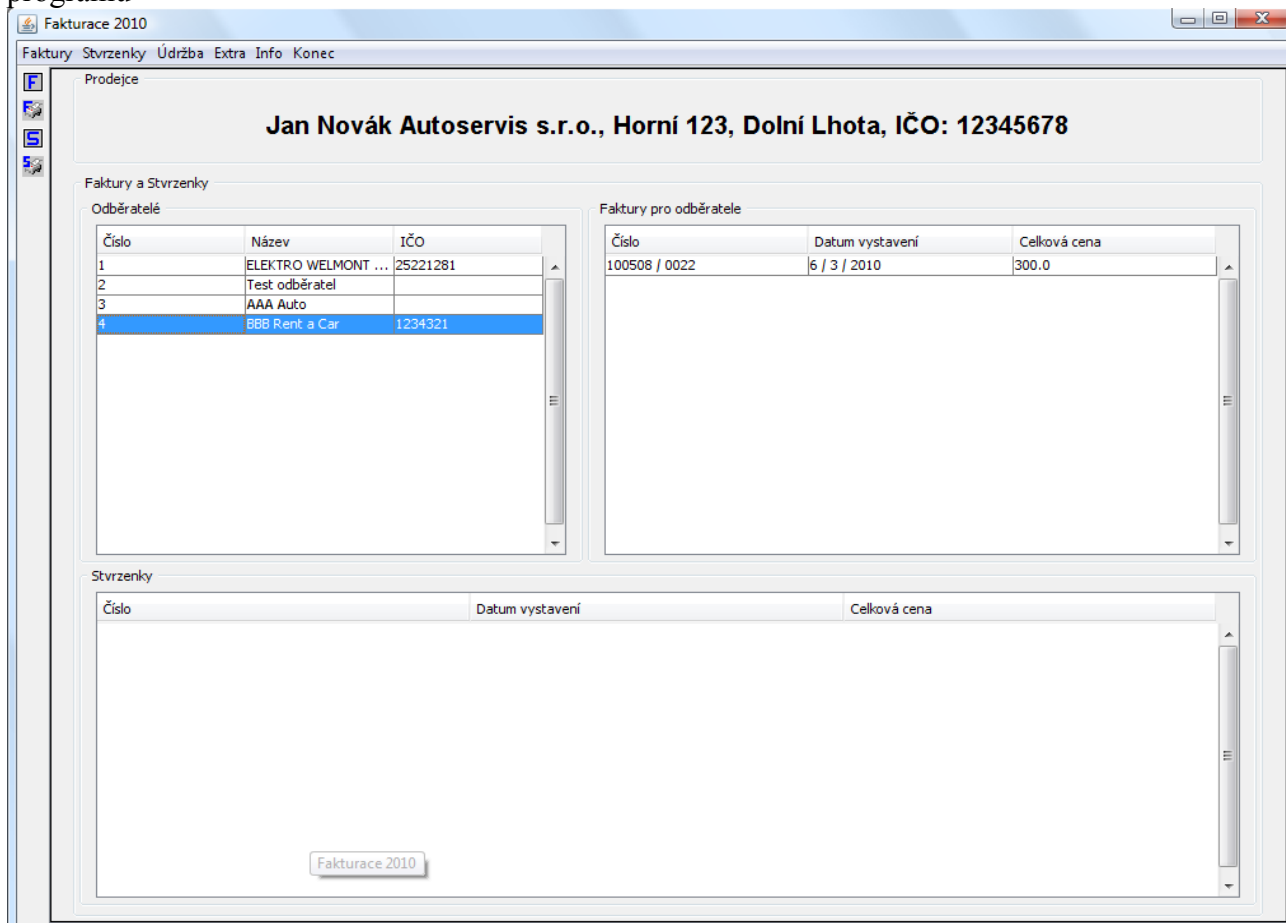 programu
Fakturace 2010
Faktury Stvrzenky Údržba Extra Info Konec
Prodejce
Jan Novák Autoservis s.r.o., Horní 123, Dolní Lhota, IČO: 12345678
Faktury a Stvrzenky
Odběratelé
Faktury pro odběratele
Číslo Název IČO
Číslo Datum vystavení Celková cena
1 ELEKTRO WELMONT ... 25221281
100508 / 0022 6 / 3 / 2010 300.0
2 Test odběratel
3 AAA Auto
4 BBB Rent a Car 1234321
Stvrzenky
Číslo Datum vystavení Celková cena
Fakturace 2010
F
F
S
S